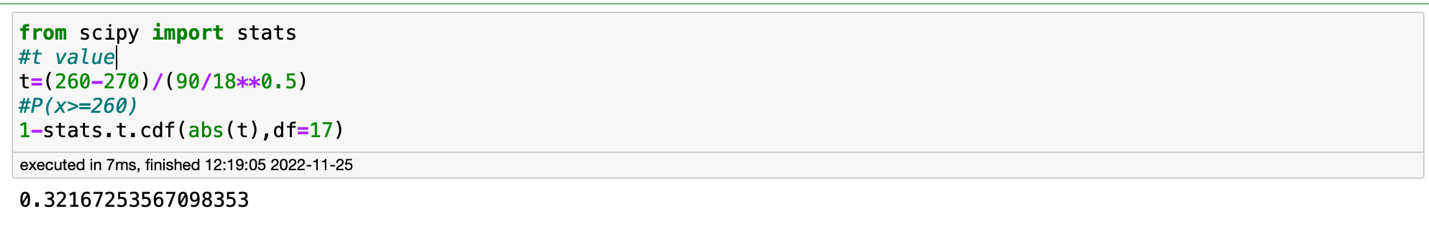 from scipy import stats
#t value
t=(260-270)/(90/18**0.5)
#P(x>=260)
1-stats.t.cdf(abs(t),df=17)
executed in 7ms, finished 12:19:05 2022-11-25
0.32167253567098353